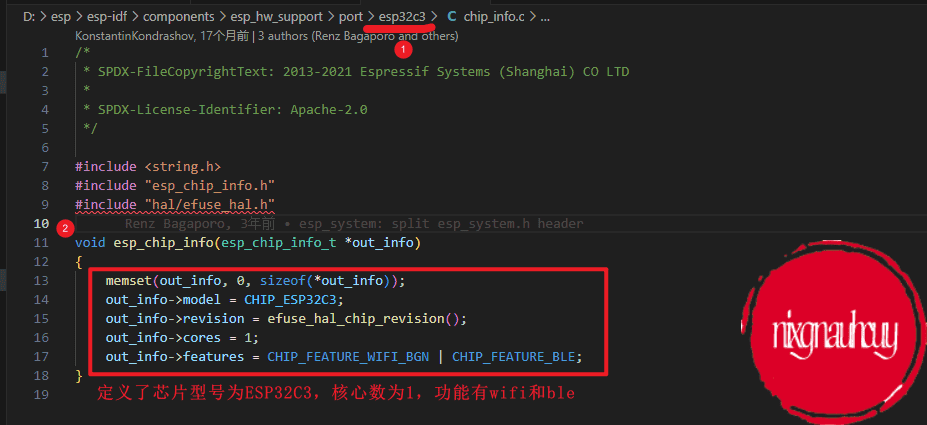 D: > esp > esp-idf > components > esp_hw_support > port > esp32c3 > C chip_info.c > ...
KonstantinKondrashov, 17个月前 | 3 authors (Renz Bagaporo and others)
1
1 /*
2 * SPDX-FileCopyrightText: 2013-2021 Espressif Systems (Shanghai) CO LTD
3 *
4 * SPDX-License-Identifier: Apache-2.0
5 */
6
7 #include <string.h>
8 #include "esp_chip_info.h"
9 #include "hal/efuse_hal.h"
10 Renz Bagaporo, 3年前 • esp_system: split esp_system.h header
2
11 void esp_chip_info(esp_chip_info_t *out_info)
12 {
13 memset(out_info, 0, sizeof(*out_info));
14 out_info->model = CHIP_ESP32C3;
15 out_info->revision = efuse_hal_chip_revision();
16 out_info->cores = 1;
17 out_info->features = CHIP_FEATURE_WIFI_BGN | CHIP_FEATURE_BLE;
18 }
19
定义了芯片型号为ESP32C3，核心数为1，功能有wifi和ble
nixgnauhouy